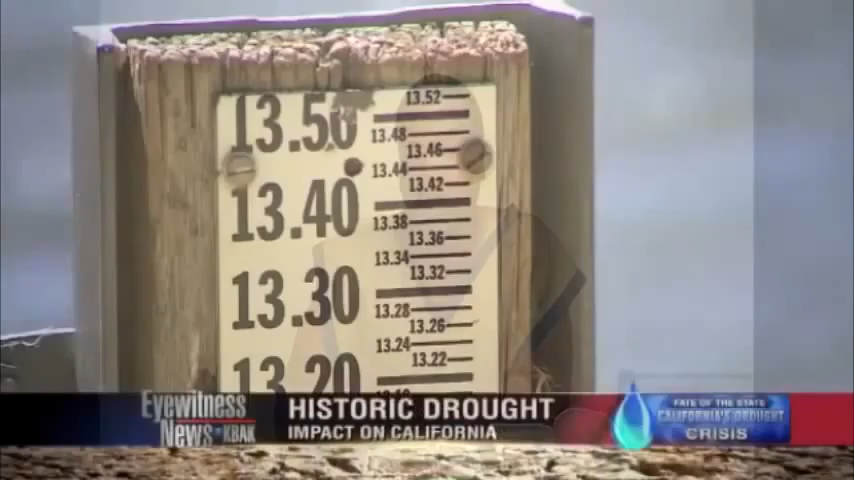 13.50
13.52
13.48
13.46
13.44
13.42
13.40
13.38
13.36
13.34
13.32
13.30
13.28
13.26
13.24
13.22
13.20
Eyewitness
News KBAK
HISTORIC DROUGHT
IMPACT ON CALIFORNIA
FATE OF THE STATE
CALIFORNIA'S DROUGHT
CRISIS